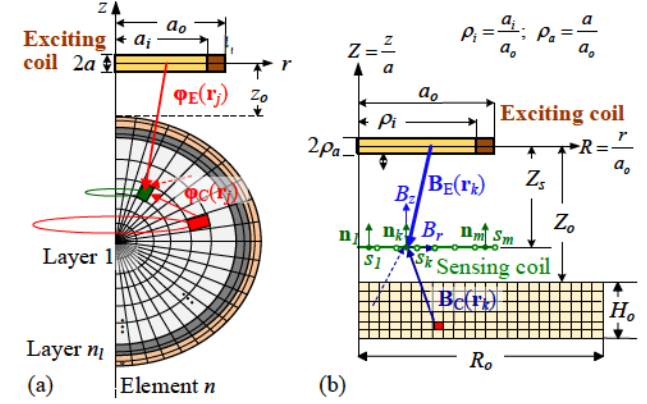 z
a_o
a_i
Exciting
coil
2a
r
z_o
φ_E(r_j)
φ_C(r_j)
Layer 1
Layer n_l
(a)
Element n
ρ_i = a_i/a_o; ρ_a = a/a_o
Z = z/a
a_o
Exciting coil
ρ_i
2ρ_a
R = r/a_o
B_E(r_k)
Z_s
B_z
Z_o
n_1
n_k
B_r
n_m
s_1
s_k
s_m
Sensing coil
B_C(r_k)
H_o
R_o
(b)